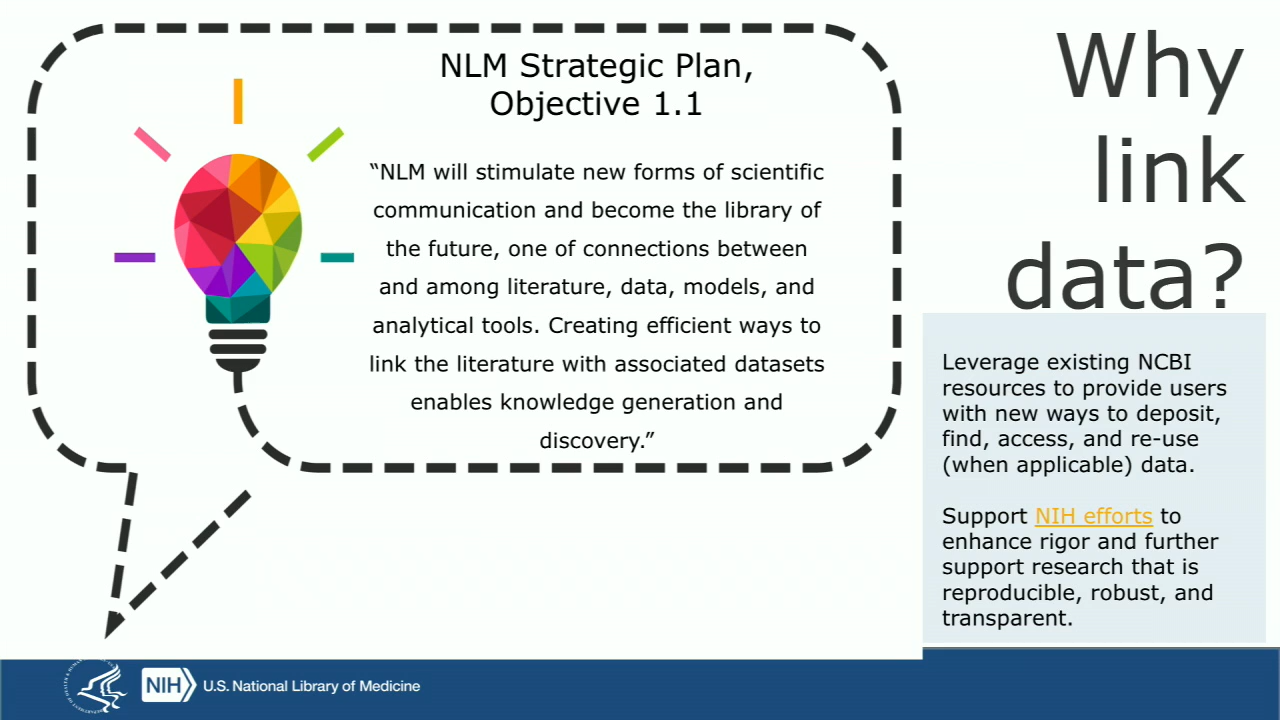 NLM Strategic Plan,
Objective 1.1
“NLM will stimulate new forms of scientific
communication and become the library of
the future, one of connections between
and among literature, data, models, and
analytical tools. Creating efficient ways to
link the literature with associated datasets
enables knowledge generation and
discovery.”
Why
link
data?
Leverage existing NCBI
resources to provide users
with new ways to deposit,
find, access, and re-use
(when applicable) data.
Support NIH efforts to
enhance rigor and further
support research that is
reproducible, robust, and
transparent.
NIH U.S. National Library of Medicine